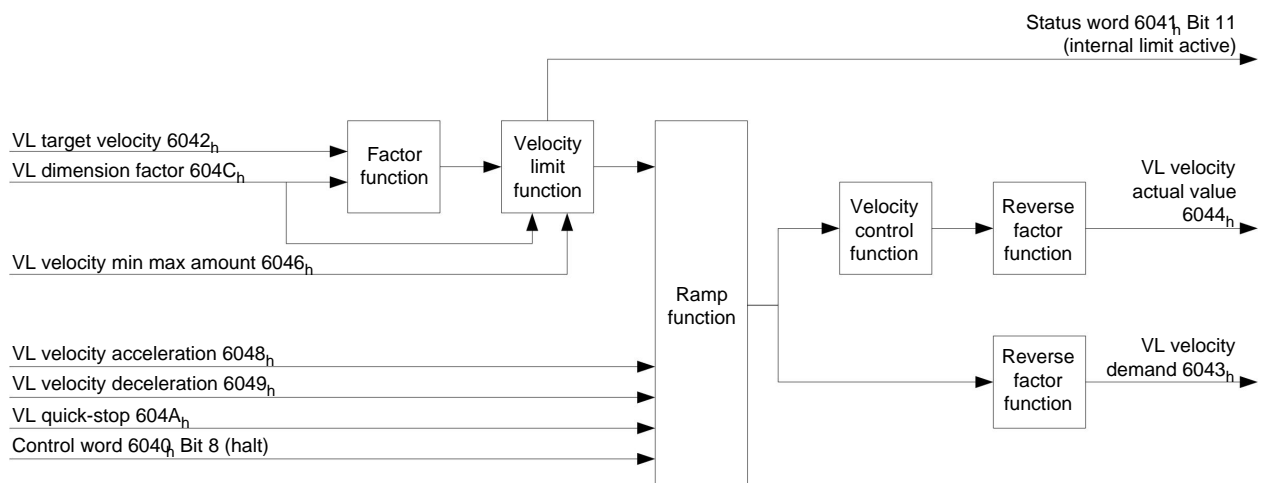 Status word 6041h Bit 11
(internal limit active)
VL target velocity 6042h
VL dimension factor 604Ch
Factor
function
Velocity
limit
function
VL velocity min max amount 6046h
Ramp
function
Velocity
control
function
Reverse
factor
function
VL velocity
actual value
6044h
VL velocity acceleration 6048h
VL velocity deceleration 6049h
VL quick-stop 604Ah
Control word 6040h Bit 8 (halt)
Reverse
factor
function
VL velocity
demand 6043h